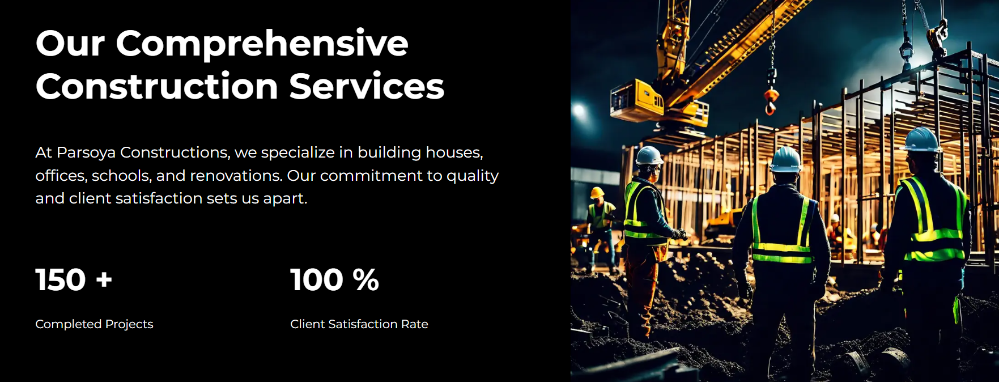 Our Comprehensive
Construction Services
At Parsoya Constructions, we specialize in building houses,
offices, schools, and renovations. Our commitment to quality
and client satisfaction sets us apart.
150 +
100 %
Completed Projects
Client Satisfaction Rate